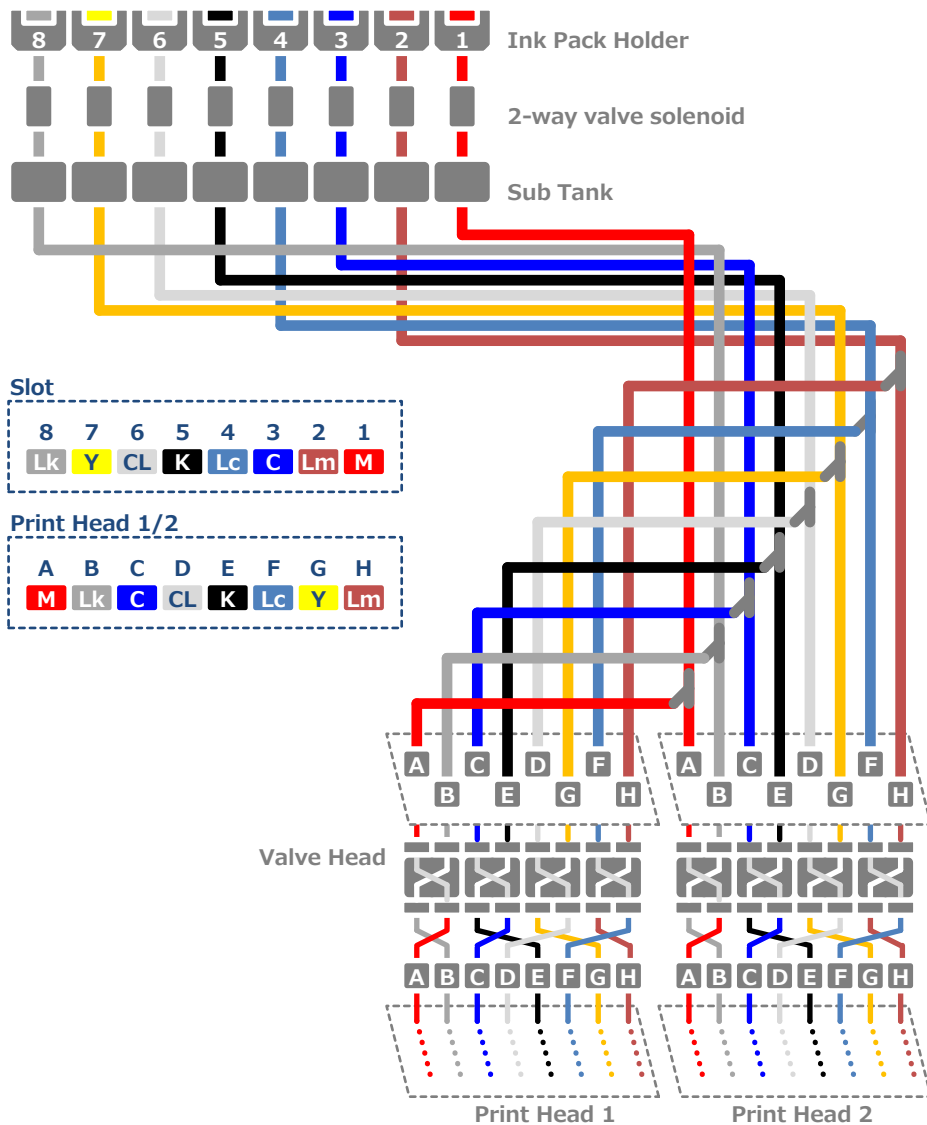 8 7 6 5 4 3 2 1
Ink Pack Holder
2-way valve solenoid
Sub Tank
Slot
8 7 6 5 4 3 2 1
Lk Y CL K Lc C Lm M
Print Head 1/2
A B C D E F G H
M Lk C CL K Lc Y Lm
A C D F A C D F
B E G H B E G H
Valve Head
A B C D E F G H A B C D E F G H
Print Head 1 Print Head 2